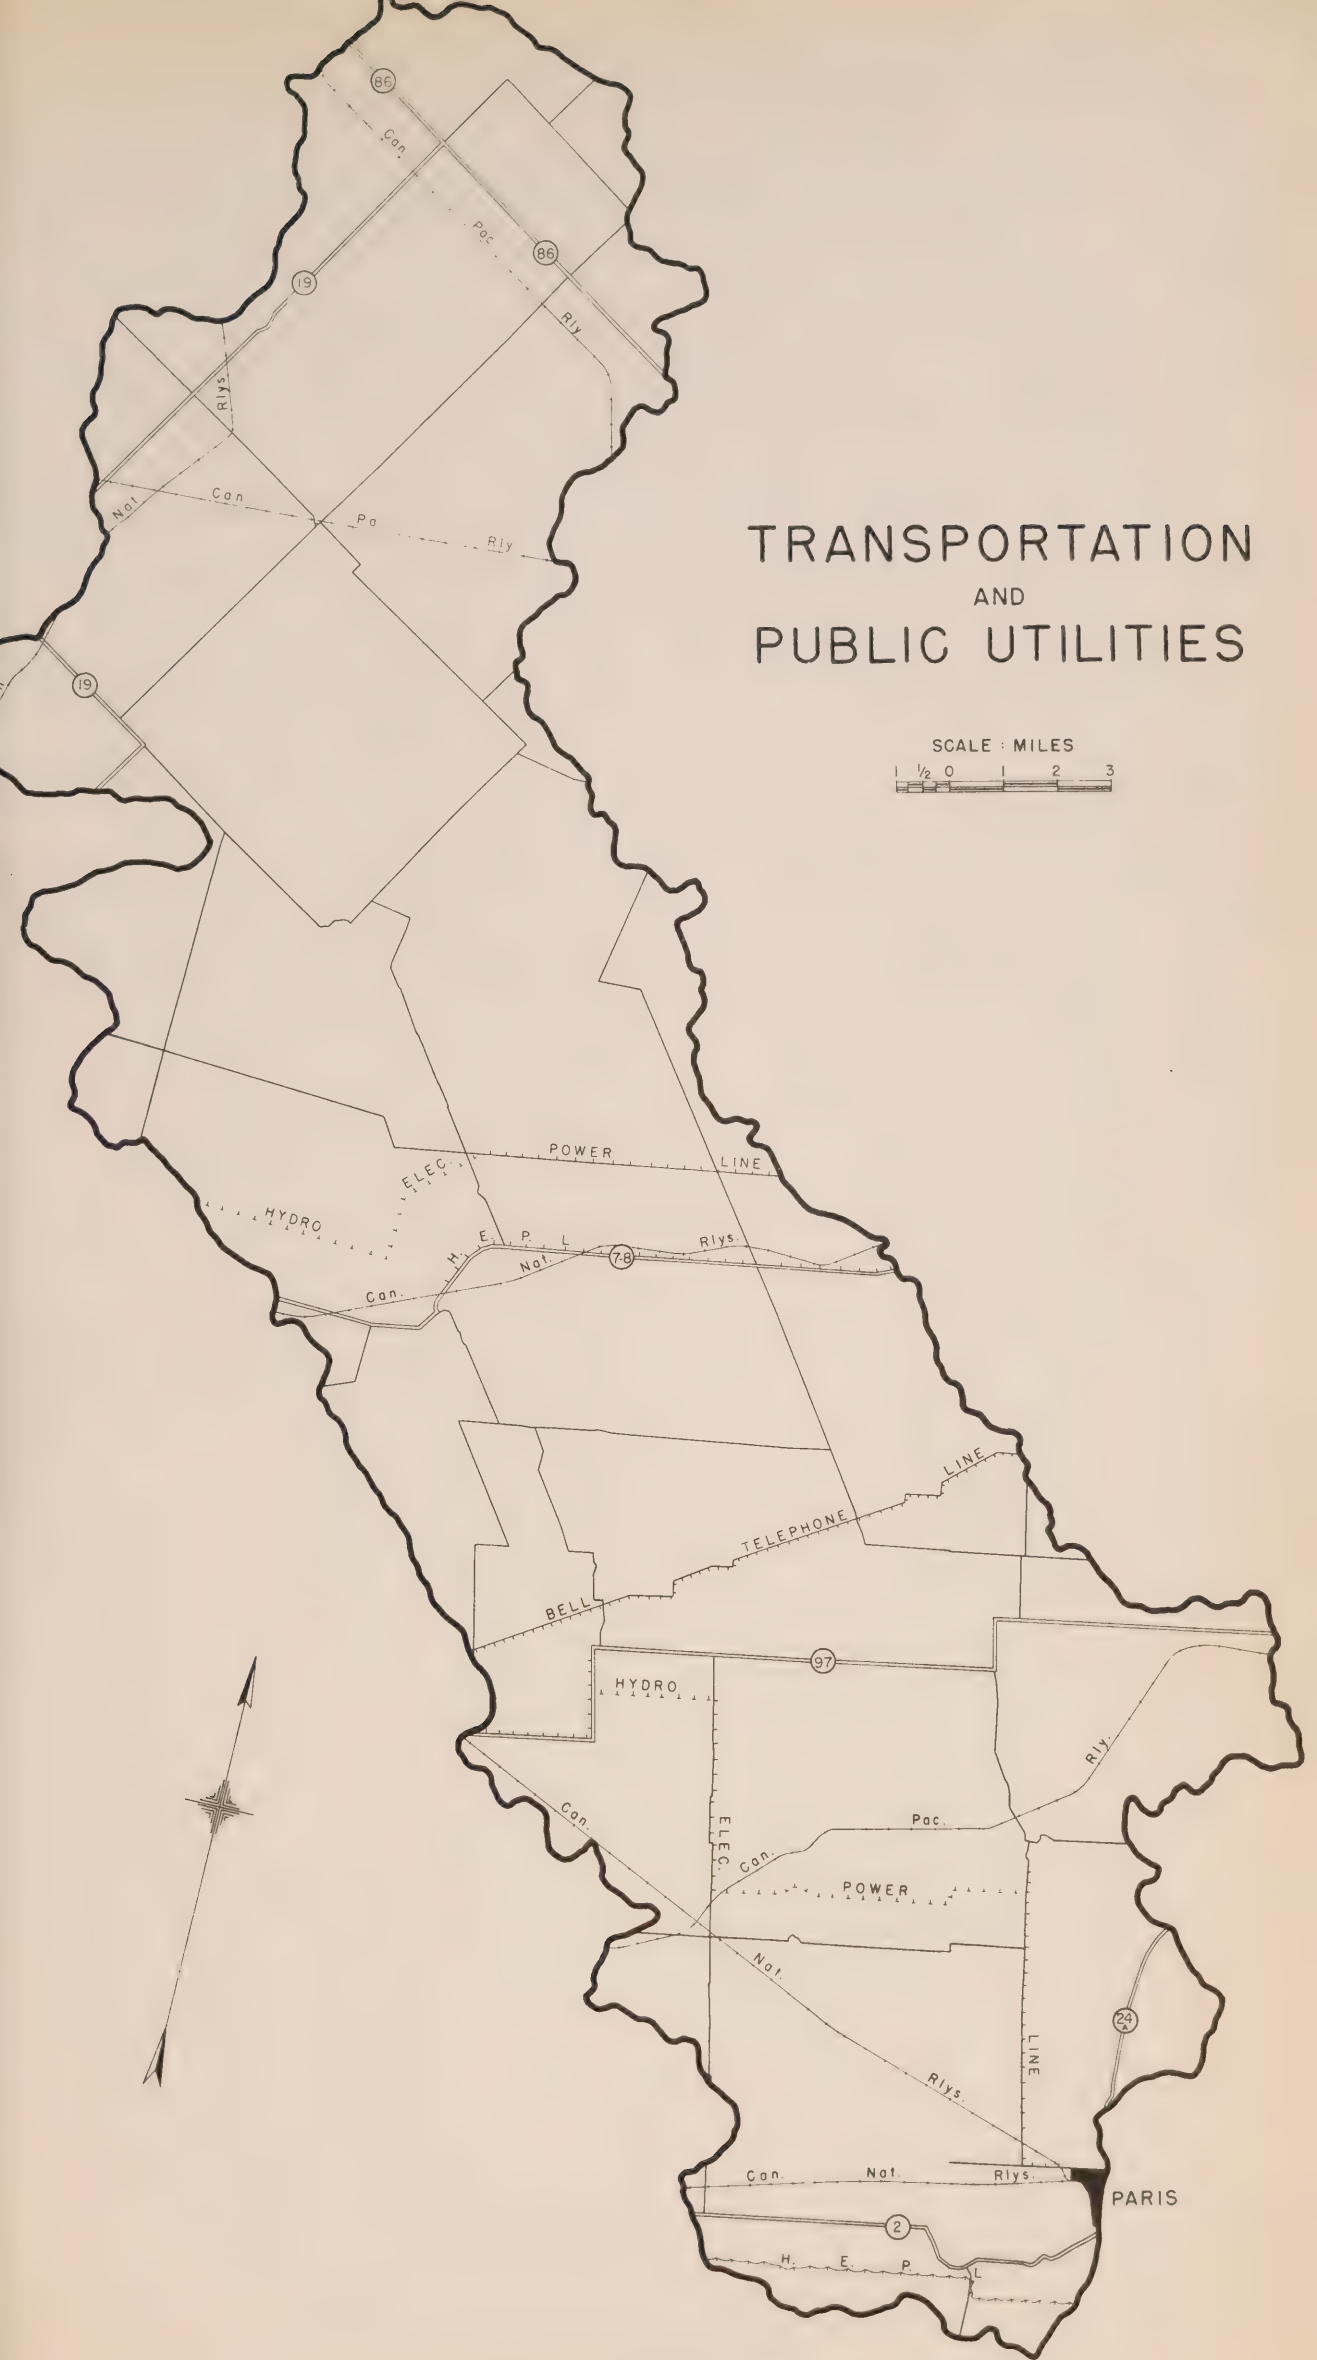 86
Can.
Pac.
86
19
Rly
Rlys
Can
Nat
Pa
Rly
TRANSPORTATION
AND
PUBLIC UTILITIES
19
SCALE : MILES
1 ½ 0 1 2 3
POWER
LINE
ELEC.
HYDRO
H. E. P. L
Rlys.
7-8
Nat.
Can.
LINE
TELEPHONE
BELL
97
HYDRO
Rly.
Can.
ELEC.
Pac.
Can.
POWER
Nat.
24
A
LINE
Rlys.
Can. Nat. Rlys.
PARIS
2
H. E. P. L